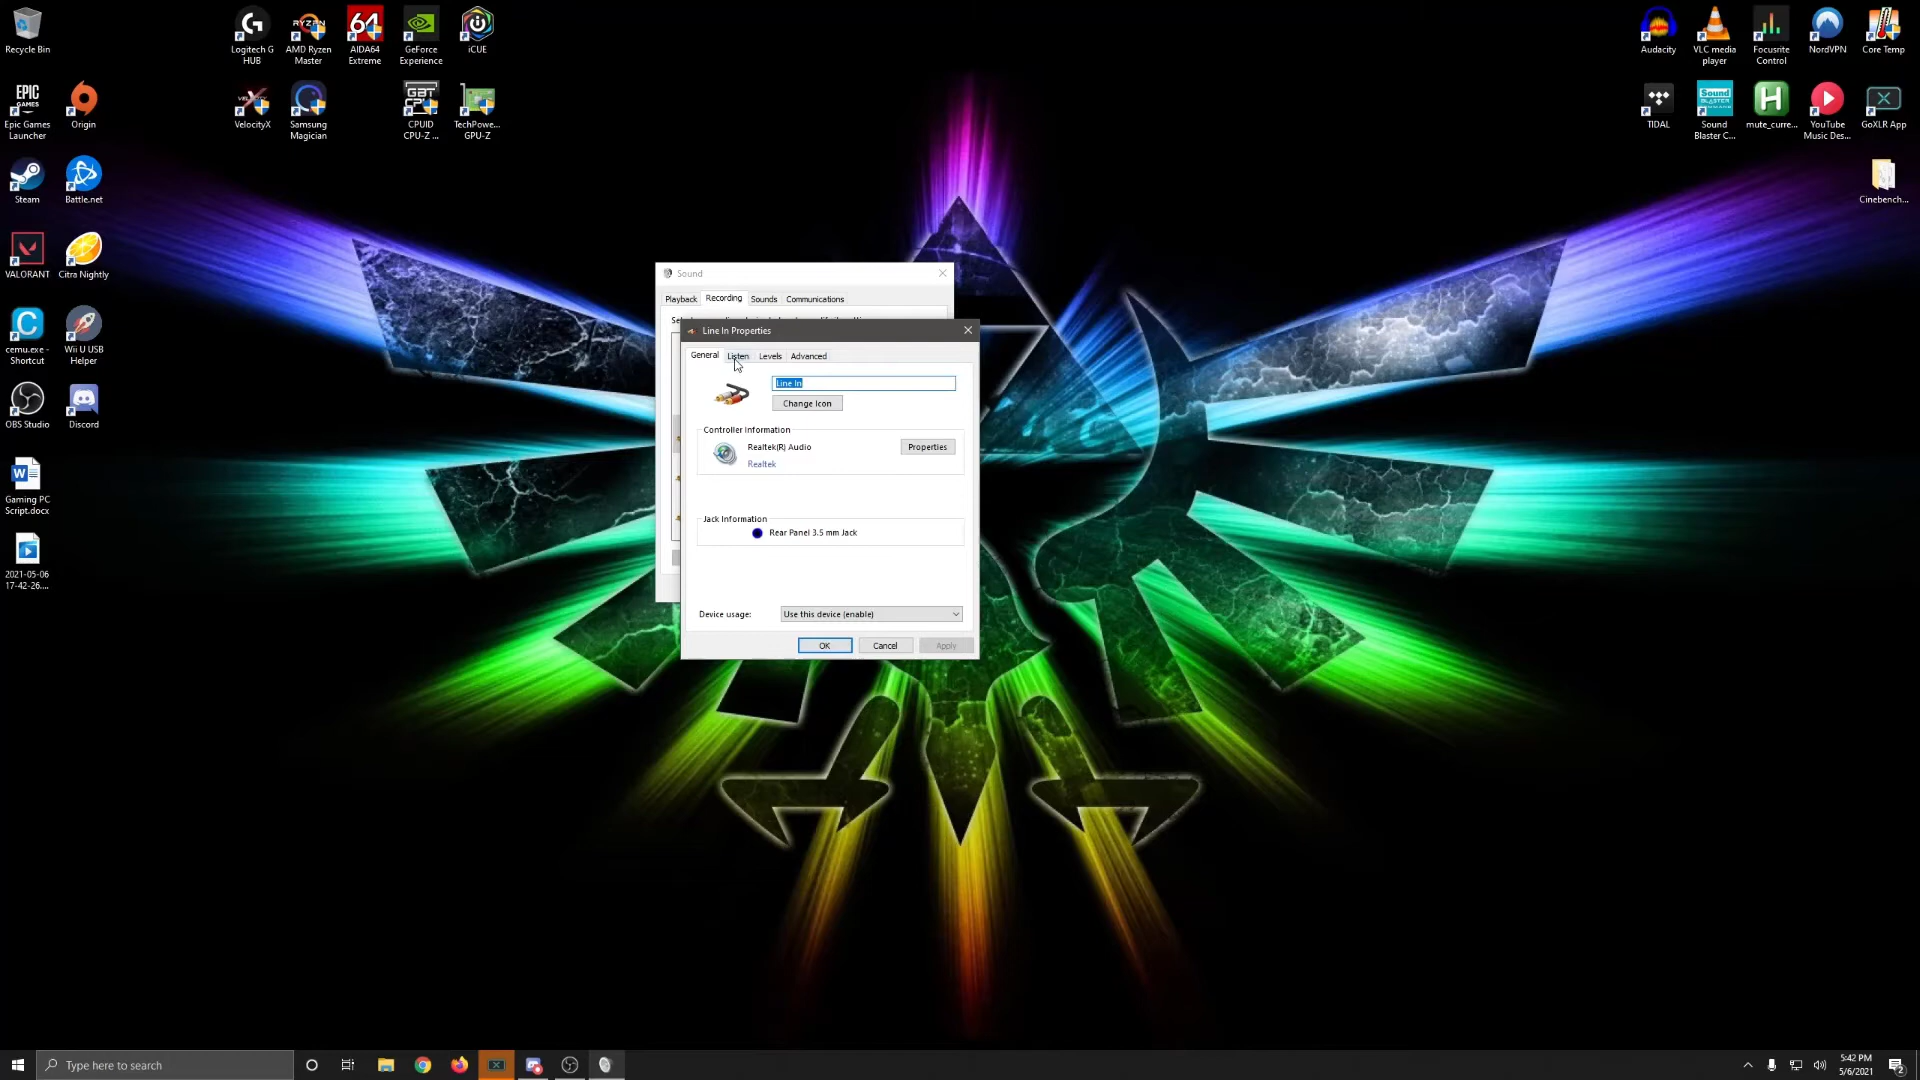 Recycle Bin
Logitech G
HUB
AMD Ryzen
Master
64
AIDA64
Extreme
GeForce
Experience
iCUE
Audacity
VLC media
player
Focusrite
Control
NordVPN
Core Temp
EPIC
GAMES
Epic Games
Launcher
Origin
VelocityX
Samsung
Magician
CPUID
CPU-Z ...
TechPowe...
GPU-Z
TIDAL
Sound
BLASTER
Sound
Blaster C...
mute_curre...
YouTube
Music Des...
GoXLR App
Steam
Battle.net
Cinebench...
VALORANT
Citra Nightly
cemu.exe -
Shortcut
Wii U USB
Helper
OBS Studio
Discord
Gaming PC
Script.docx
2021-05-06
17-42-26....
Sound
Playback
Recording
Sounds
Communications
Line In Properties
General
Listen
Levels
Advanced
Line In
Change Icon
Controller Information
Realtek(R) Audio
Properties
Realtek
Jack Information
Rear Panel 3.5 mm Jack
Device usage:
Use this device (enable)
OK
Cancel
Apply
Type here to search
5:42 PM
5/6/2021
2